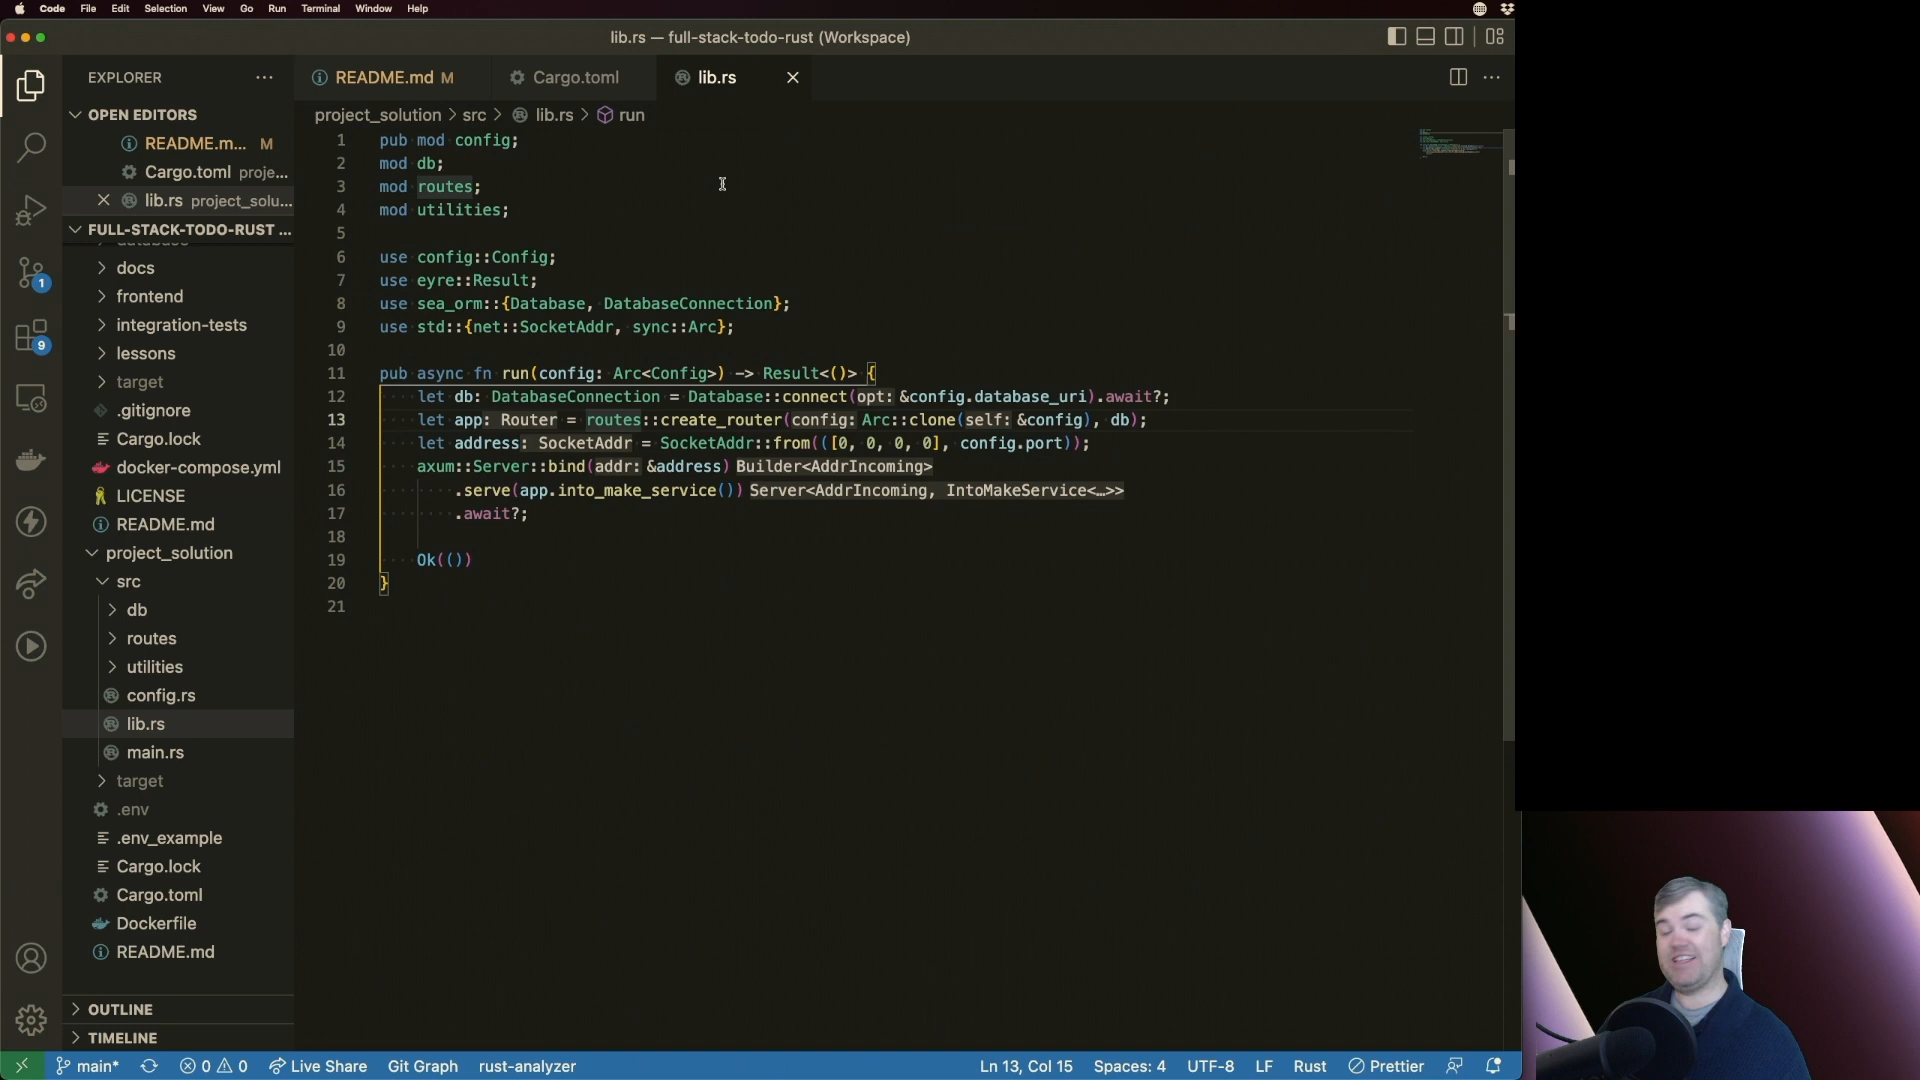 Code File Edit Selection View Go Run Terminal Window Help
lib.rs — full-stack-todo-rust (Workspace)
EXPLORER
OPEN EDITORS
README.m... M
Cargo.toml proje...
lib.rs project_solu...
FULL-STACK-TODO-RUST ...
database
docs
frontend
integration-tests
lessons
target
.gitignore
Cargo.lock
docker-compose.yml
LICENSE
README.md
project_solution
src
db
routes
utilities
config.rs
lib.rs
main.rs
target
.env
.env_example
Cargo.lock
Cargo.toml
Dockerfile
README.md
OUTLINE
TIMELINE
1
9
README.md M
Cargo.toml
lib.rs
project_solution > src > lib.rs > run
1 pub mod config;
2 mod db;
3 mod routes;
4 mod utilities;
5
6 use config::Config;
7 use eyre::Result;
8 use sea_orm::{Database, DatabaseConnection};
9 use std::{net::SocketAddr, sync::Arc};
10
11 pub async fn run(config: Arc<Config>) -> Result<()> {
12 let db: DatabaseConnection = Database::connect(opt: &config.database_uri).await?;
13 let app: Router = routes::create_router(config: Arc::clone(self: &config), db);
14 let address: SocketAddr = SocketAddr::from(([0, 0, 0, 0], config.port));
15 axum::Server::bind(addr: &address) Builder<AddrIncoming>
16 .serve(app.into_make_service()) Server<AddrIncoming, IntoMakeService<…>>
17 .await?;
18
19 Ok(())
20 }
21
main* 0 0 Live Share Git Graph rust-analyzer Ln 13, Col 15 Spaces: 4 UTF-8 LF Rust Prettier